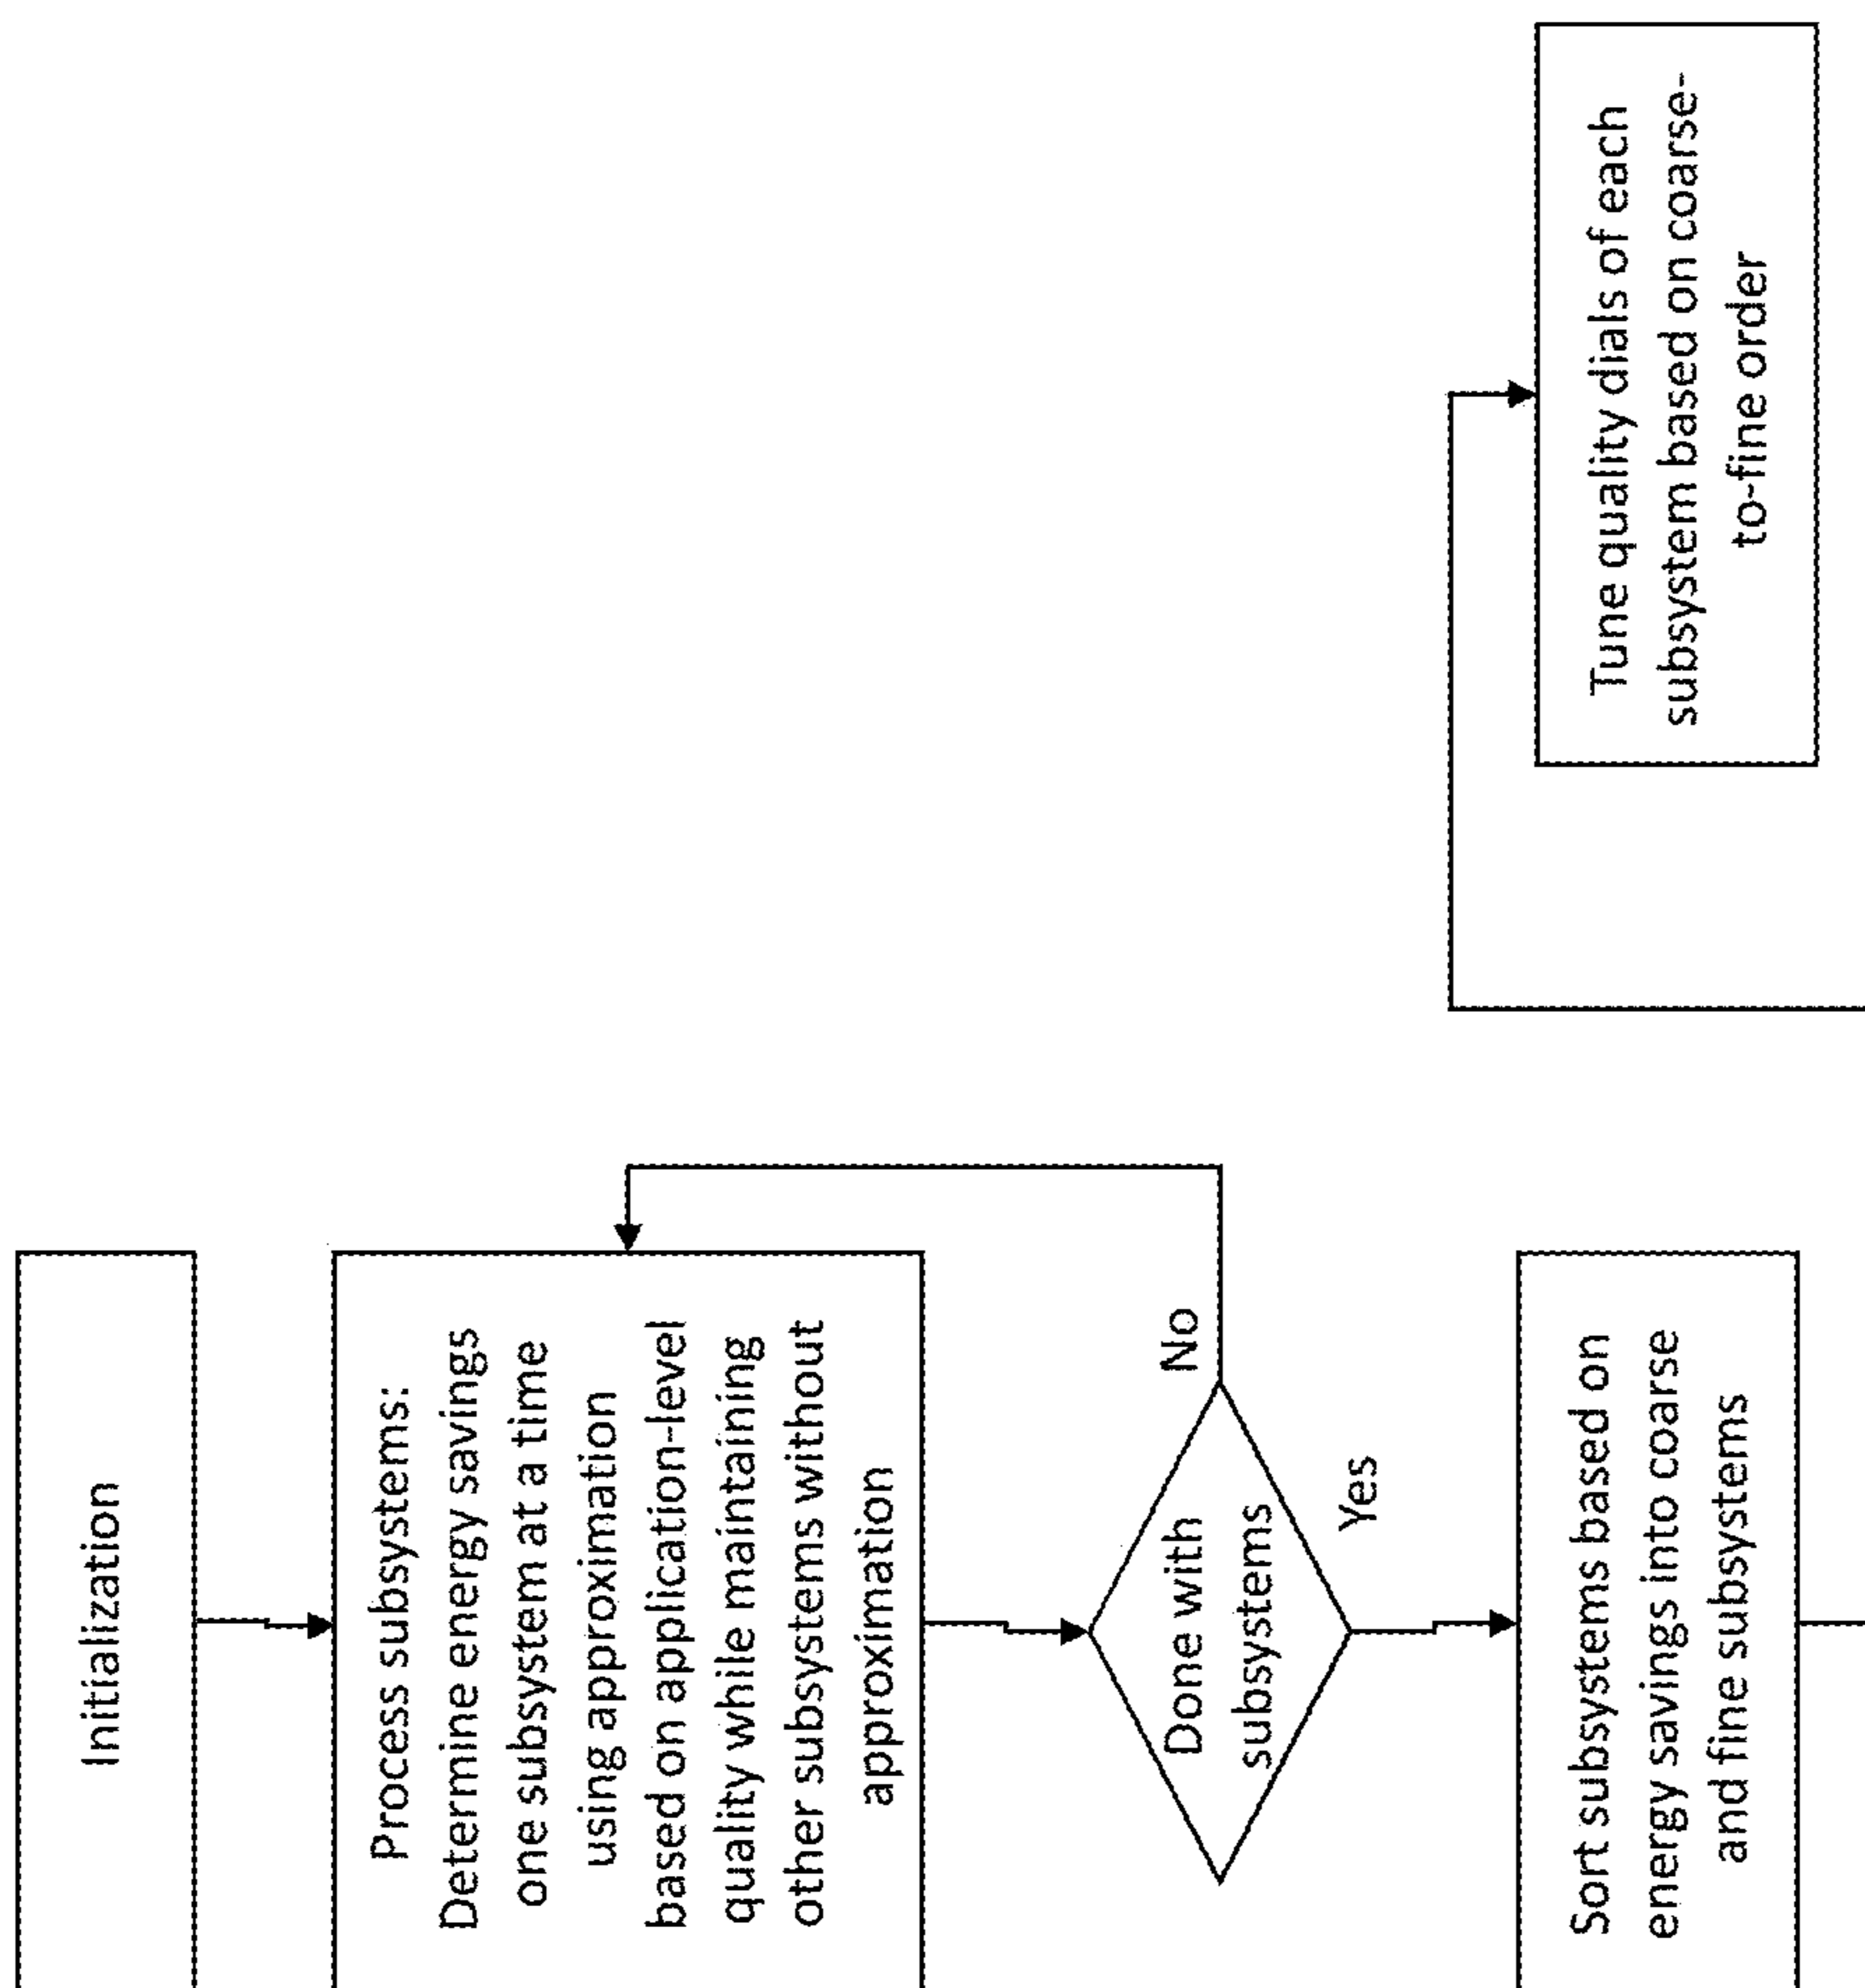 Initialization
Process subsystems:
Determine energy savings
one subsystem at a time
using approximation
based on application-level
quality while maintaining
other subsystems without
approximation
Done with
subsystems
No
Yes
Sort subsystems based on
energy savings into coarse
and fine subsystems
Tune quality dials of each
subsystem based on coarse-
to-fine order